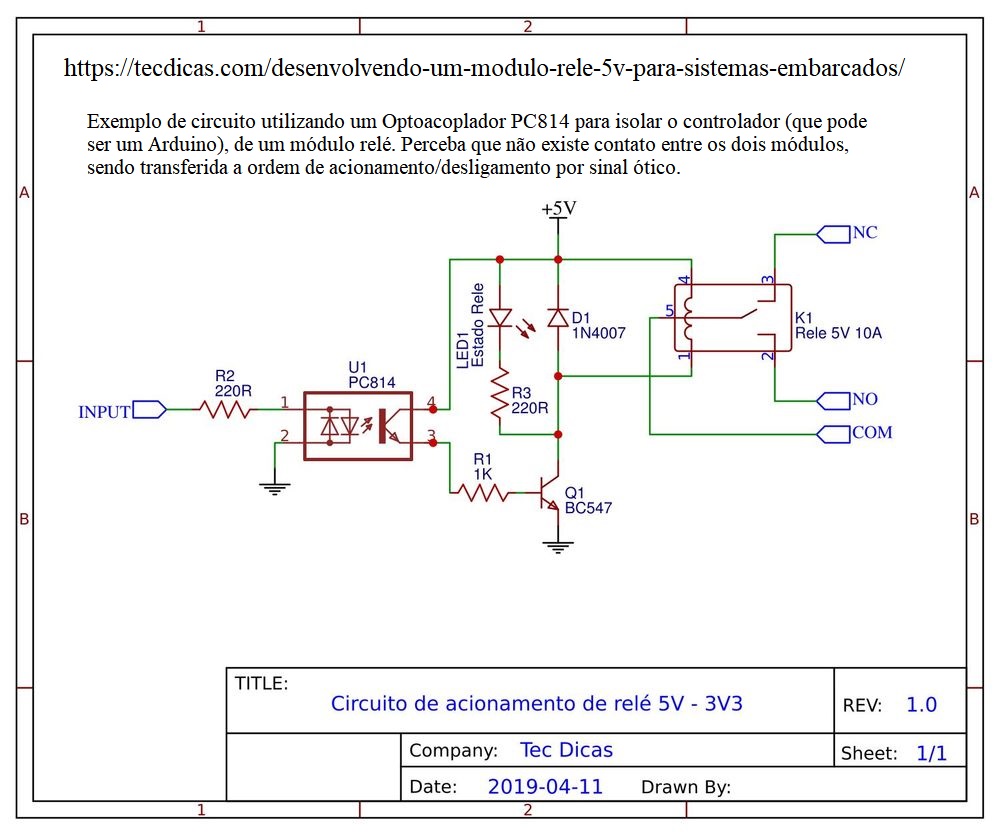 1 2
https://tecdicas.com/desenvolvendo-um-modulo-rele-5v-para-sistemas-embarcados/
Exemplo de circuito utilizando um Optoacoplador PC814 para isolar o controlador (que pode
ser um Arduino), de um módulo relé. Perceba que não existe contato entre os dois módulos,
sendo transferida a ordem de acionamento/desligamento por sinal ótico.
A A
+5V
NC
4 3
LED1
Estado Rele
5
D1
1N4007
K1
Rele 5V 10A
1 2
U1
PC814
R2
220R
INPUT
1 4
2 3
R3
220R
NO
COM
R1
1K
Q1
BC547
B B
TITLE:
Circuito de acionamento de relé 5V - 3V3
REV: 1.0
Company: Tec Dicas
Sheet: 1/1
Date: 2019-04-11 Drawn By:
1 2